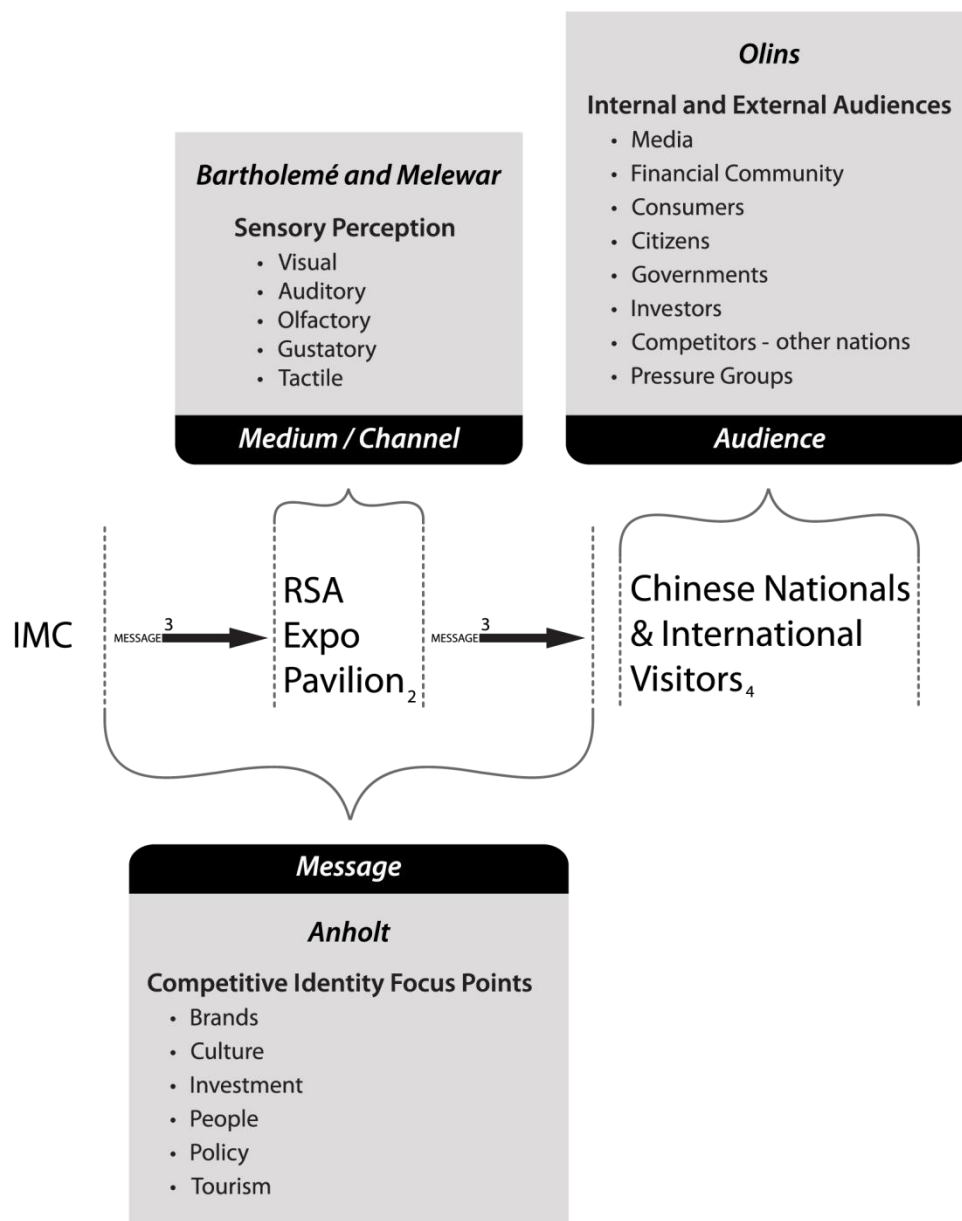 Olins
Internal and External Audiences
• Media
• Financial Community
• Consumers
• Citizens
• Governments
• Investors
• Competitors - other nations
• Pressure Groups
Audience
Bartholemé and Melewar
Sensory Perception
• Visual
• Auditory
• Olfactory
• Gustatory
• Tactile
Medium / Channel
IMC
MESSAGE 3
RSA
Expo
Pavilion 2
MESSAGE 3
Chinese Nationals
& International
Visitors 4
Message
Anholt
Competitive Identity Focus Points
• Brands
• Culture
• Investment
• People
• Policy
• Tourism